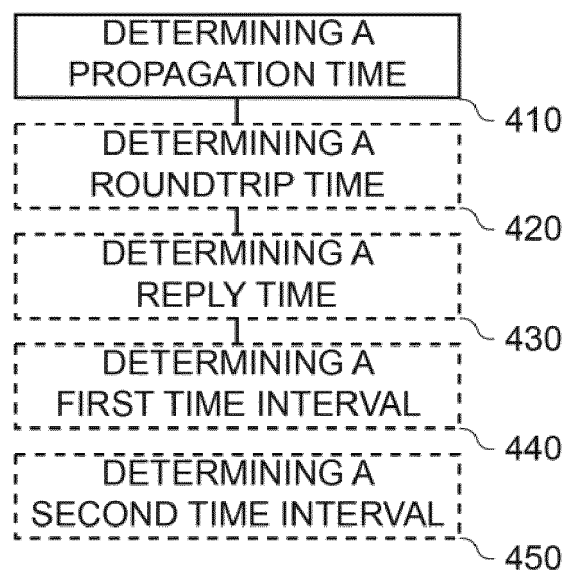 DETERMINING A
PROPAGATION TIME
410
DETERMINING A
ROUNDTRIP TIME
420
DETERMINING A
REPLY TIME
430
DETERMINING A
FIRST TIME INTERVAL
440
DETERMINING A
SECOND TIME INTERVAL
450